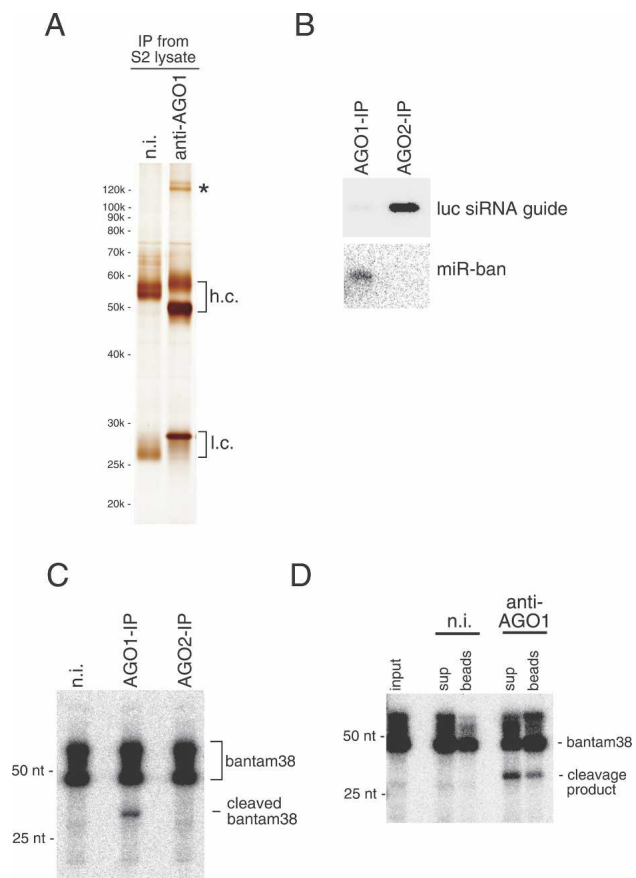 A
IP from
S2 lysate
n.i.
anti-AGO1
120k -
100k -
90k -
80k -
70k -
60k -
50k -
40k -
30k -
25k -
20k -
*
h.c.
l.c.
B
AGO1-IP
AGO2-IP
luc siRNA guide
miR-ban
C
n.i.
AGO1-IP
AGO2-IP
50 nt -
25 nt -
bantam38
- cleaved
bantam38
D
n.i.
anti-
AGO1
input
sup
beads
sup
beads
50 nt -
25 nt -
- bantam38
- cleavage
product